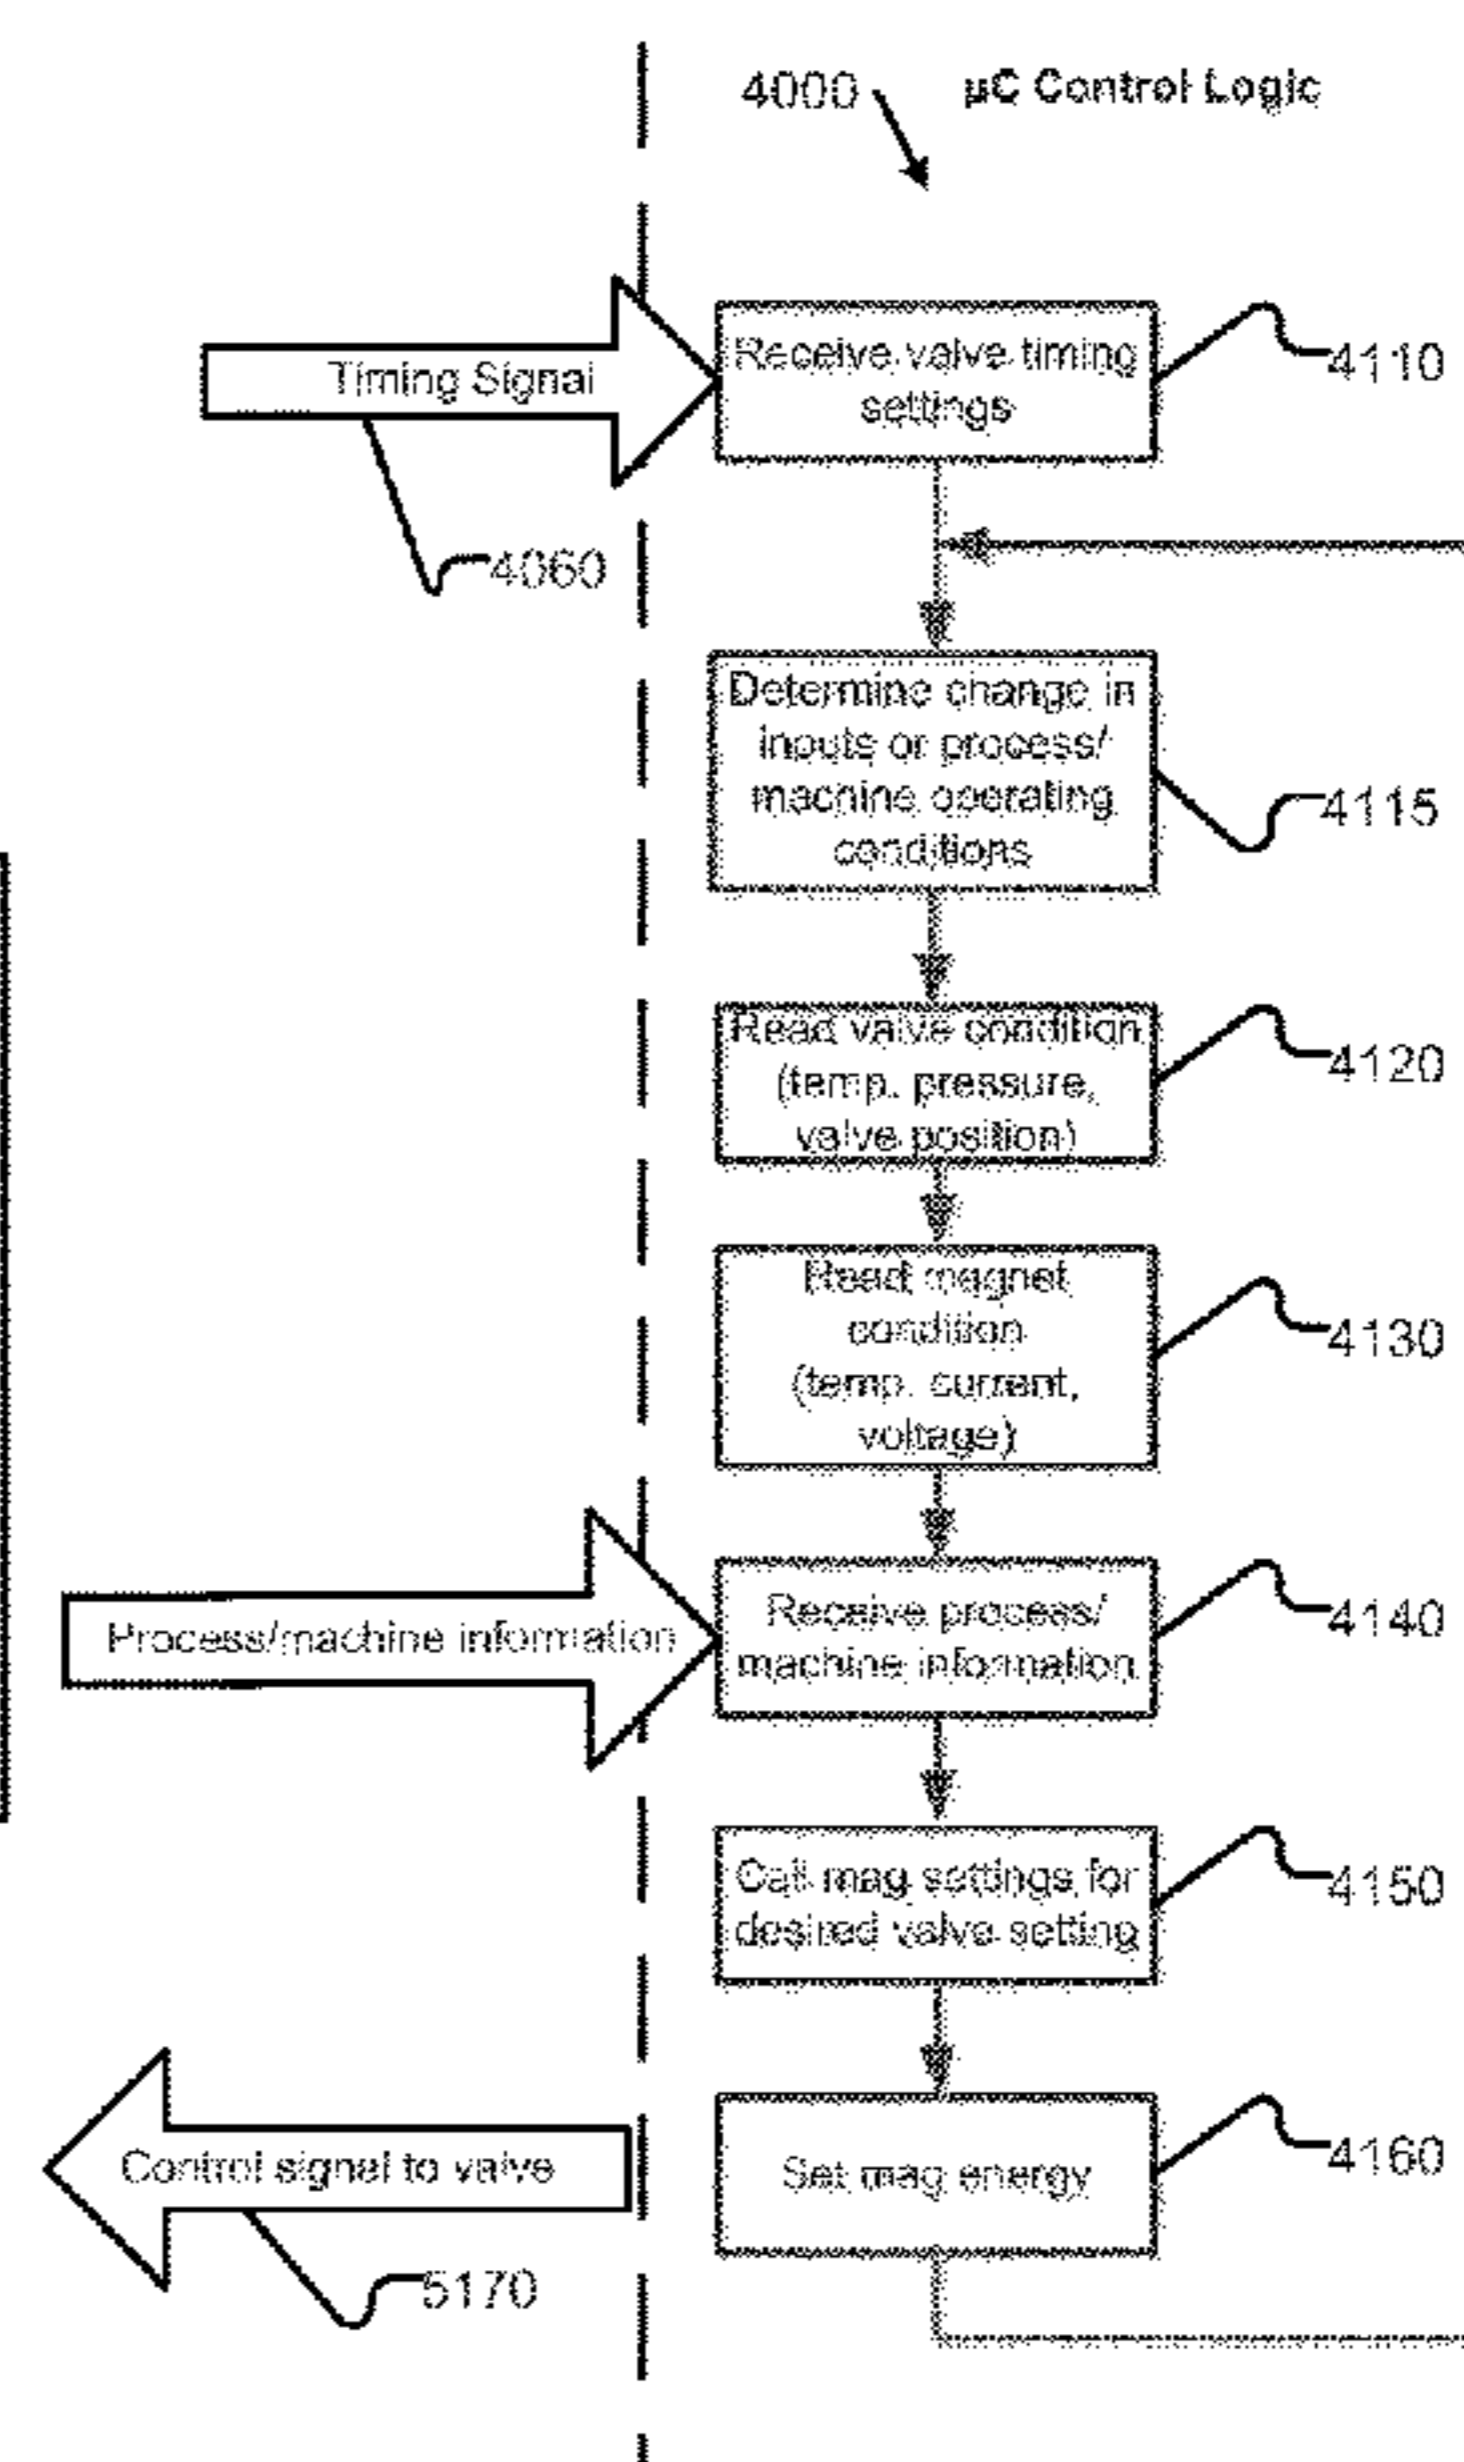 4000
µC Control Logic
Timing Signal
Receive valve timing
settings
4110
4060
Determine change in
inputs or process/
machine operating
conditions
4115
Read valve condition
(temp. pressure,
valve position)
4120
Read magnet
condition
(temp. current,
voltage)
4130
Process/machine information
Receive process/
machine information
4140
Call mag settings for
desired valve setting
4150
Control signal to valve
Set mag energy
4160
5170